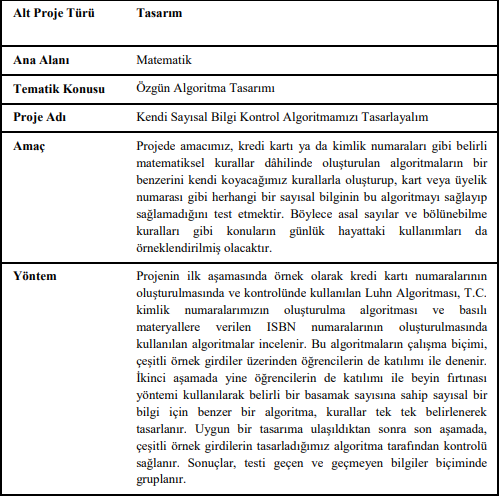 Alt Proje Türü Tasarım
Ana Alanı Matematik
Tematik Konusu Özgün Algoritma Tasarımı
Proje Adı Kendi Sayısal Bilgi Kontrol Algoritmamızı Tasarlayalım
Amaç Projede amacımız, kredi kartı ya da kimlik numaraları gibi belirli
matematiksel kurallar dâhilinde oluşturulan algoritmaların bir
benzerini kendi koyacağımız kurallarla oluşturup, kart veya üyelik
numarası gibi herhangi bir sayısal bilginin bu algoritmayı sağlayıp
sağlamadığını test etmektir. Böylece asal sayılar ve bölünebilme
kuralları gibi konuların günlük hayattaki kullanımları da
örneklendirilmiş olacaktır.
Yöntem Projenin ilk aşamasında örnek olarak kredi kartı numaralarının
oluşturulmasında ve kontrolünde kullanılan Luhn Algoritması, T.C.
kimlik numaralarımızın oluşturulma algoritması ve basılı
materyallere verilen ISBN numaralarının oluşturulmasında
kullanılan algoritmalar incelenir. Bu algoritmaların çalışma biçimi,
çeşitli örnek girdiler üzerinden öğrencilerin de katılımı ile denenir.
İkinci aşamada yine öğrencilerin de katılımı ile beyin fırtınası
yöntemi kullanılarak belirli bir basamak sayısına sahip sayısal bir
bilgi için benzer bir algoritma, kurallar tek tek belirlenerek
tasarlanır. Uygun bir tasarıma ulaşıldıktan sonra son aşamada,
çeşitli örnek girdilerin tasarladığımız algoritma tarafından kontrolü
sağlanır. Sonuçlar, testi geçen ve geçmeyen bilgiler biçiminde
gruplanır.